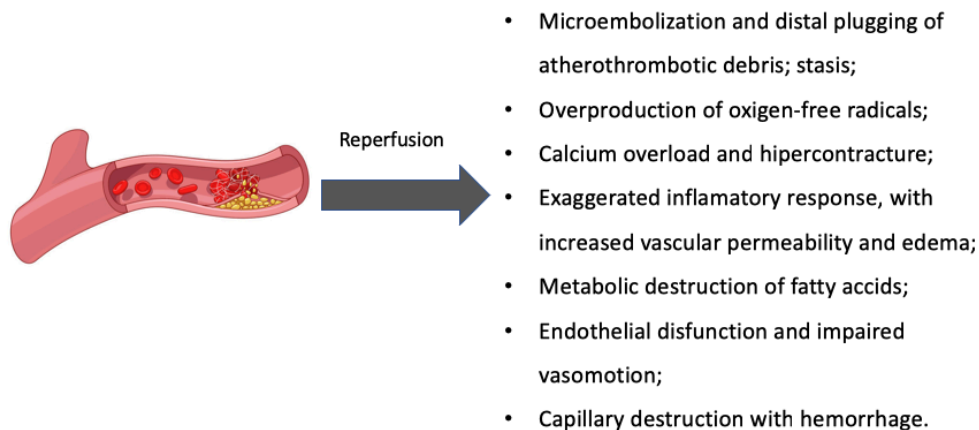 Reperfusion
• Microembolization and distal plugging of
atherothrombotic debris; stasis;
• Overproduction of oxigen-free radicals;
• Calcium overload and hipercontracture;
• Exaggerated inflamatory response, with
increased vascular permeability and edema;
• Metabolic destruction of fatty accids;
• Endothelial disfunction and impaired
vasomotion;
• Capillary destruction with hemorrhage.